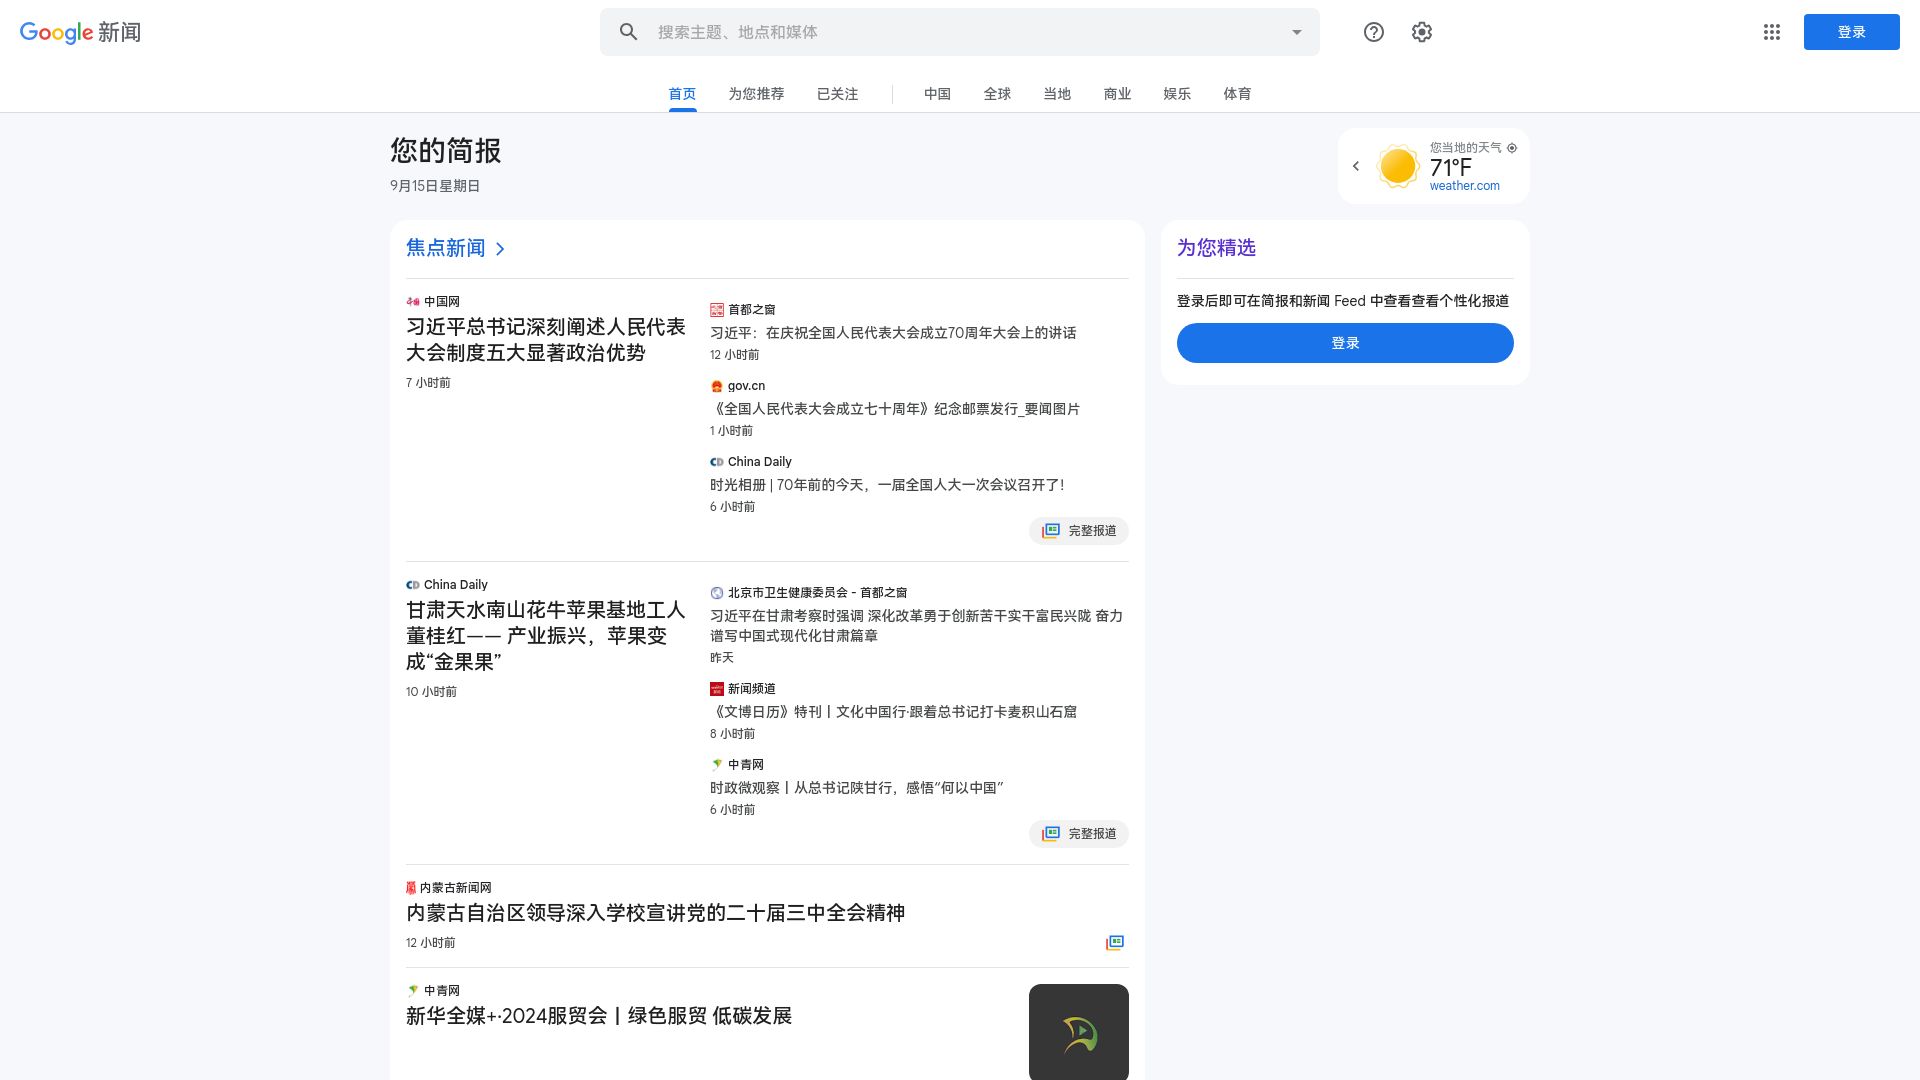 Google 新闻
搜索主题、地点和媒体
登录
首页
为您推荐
已关注
中国
全球
当地
商业
娱乐
体育
您的简报
9月15日星期日
您当地的天气
71°F
weather.com
焦点新闻
中国网
习近平总书记深刻阐述人民代表
大会制度五大显著政治优势
7 小时前
首都之窗
习近平：在庆祝全国人民代表大会成立70周年大会上的讲话
12 小时前
gov.cn
《全国人民代表大会成立七十周年》纪念邮票发行_要闻图片
1 小时前
China Daily
时光相册 | 70年前的今天，一届全国人大一次会议召开了！
6 小时前
完整报道
China Daily
甘肃天水南山花牛苹果基地工人
董桂红—— 产业振兴，苹果变
成“金果果”
10 小时前
北京市卫生健康委员会 - 首都之窗
习近平在甘肃考察时强调 深化改革勇于创新苦干实干富民兴陇 奋力
谱写中国式现代化甘肃篇章
昨天
新闻频道
《文博日历》特刊丨文化中国行·跟着总书记打卡麦积山石窟
8 小时前
中青网
时政微观察丨从总书记陕甘行，感悟“何以中国”
6 小时前
完整报道
内蒙古新闻网
内蒙古自治区领导深入学校宣讲党的二十届三中全会精神
12 小时前
中青网
新华全媒+·2024服贸会丨绿色服贸 低碳发展
为您精选
登录后即可在简报和新闻 Feed 中查看查看个性化报道
登录